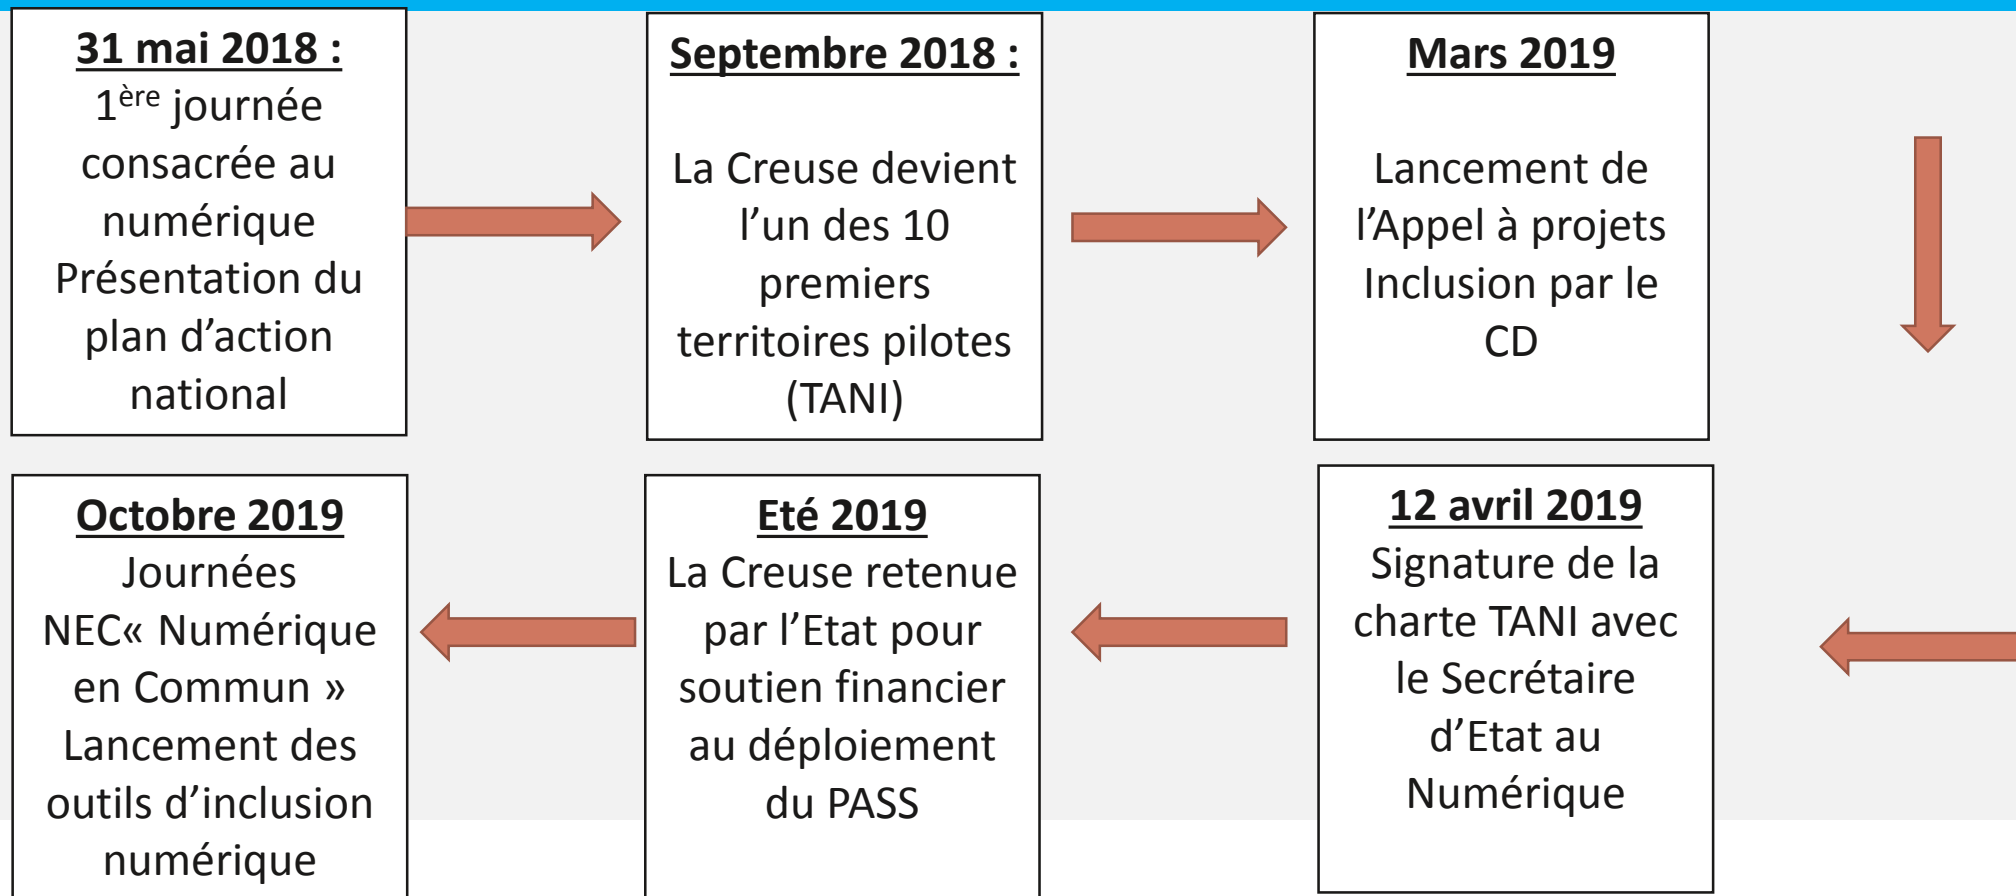 31 mai 2018 :
1ère journée
consacrée au
numérique
Présentation du
plan d’action
national
Septembre 2018 :
La Creuse devient
l’un des 10
premiers
territoires pilotes
(TANI)
Mars 2019
Lancement de
l’Appel à projets
Inclusion par le
CD
12 avril 2019
Signature de la
charte TANI avec
le Secrétaire
d’Etat au
Numérique
Eté 2019
La Creuse retenue
par l’Etat pour
soutien financier
au déploiement
du PASS
Octobre 2019
Journées
NEC« Numérique
en Commun »
Lancement des
outils d’inclusion
numérique